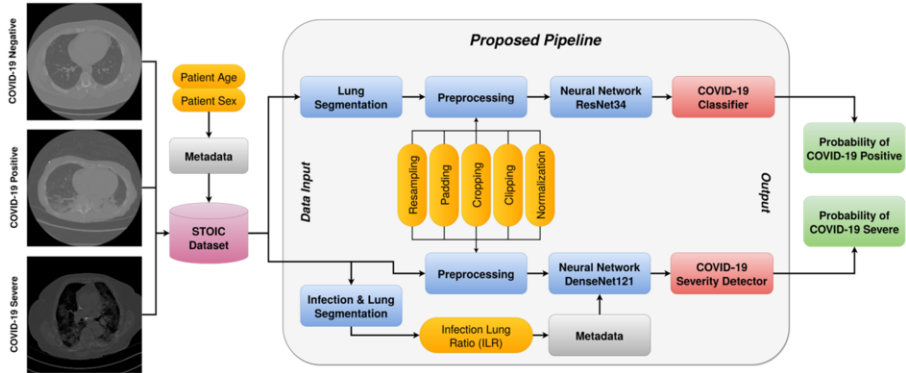 COVID-19 Negative
COVID-19 Positive
COVID-19 Severe
Patient Age
Patient Sex
Metadata
STOIC
Dataset
Proposed Pipeline
Data Input
Lung
Segmentation
Preprocessing
Neural Network
ResNet34
COVID-19
Classifier
Resampling
Padding
Cropping
Clipping
Normalization
Output
Preprocessing
Neural Network
DenseNet121
COVID-19
Severity Detector
Infection & Lung
Segmentation
Infection Lung
Ratio (ILR)
Metadata
Probability of
COVID-19 Positive
Probability of
COVID-19 Severe